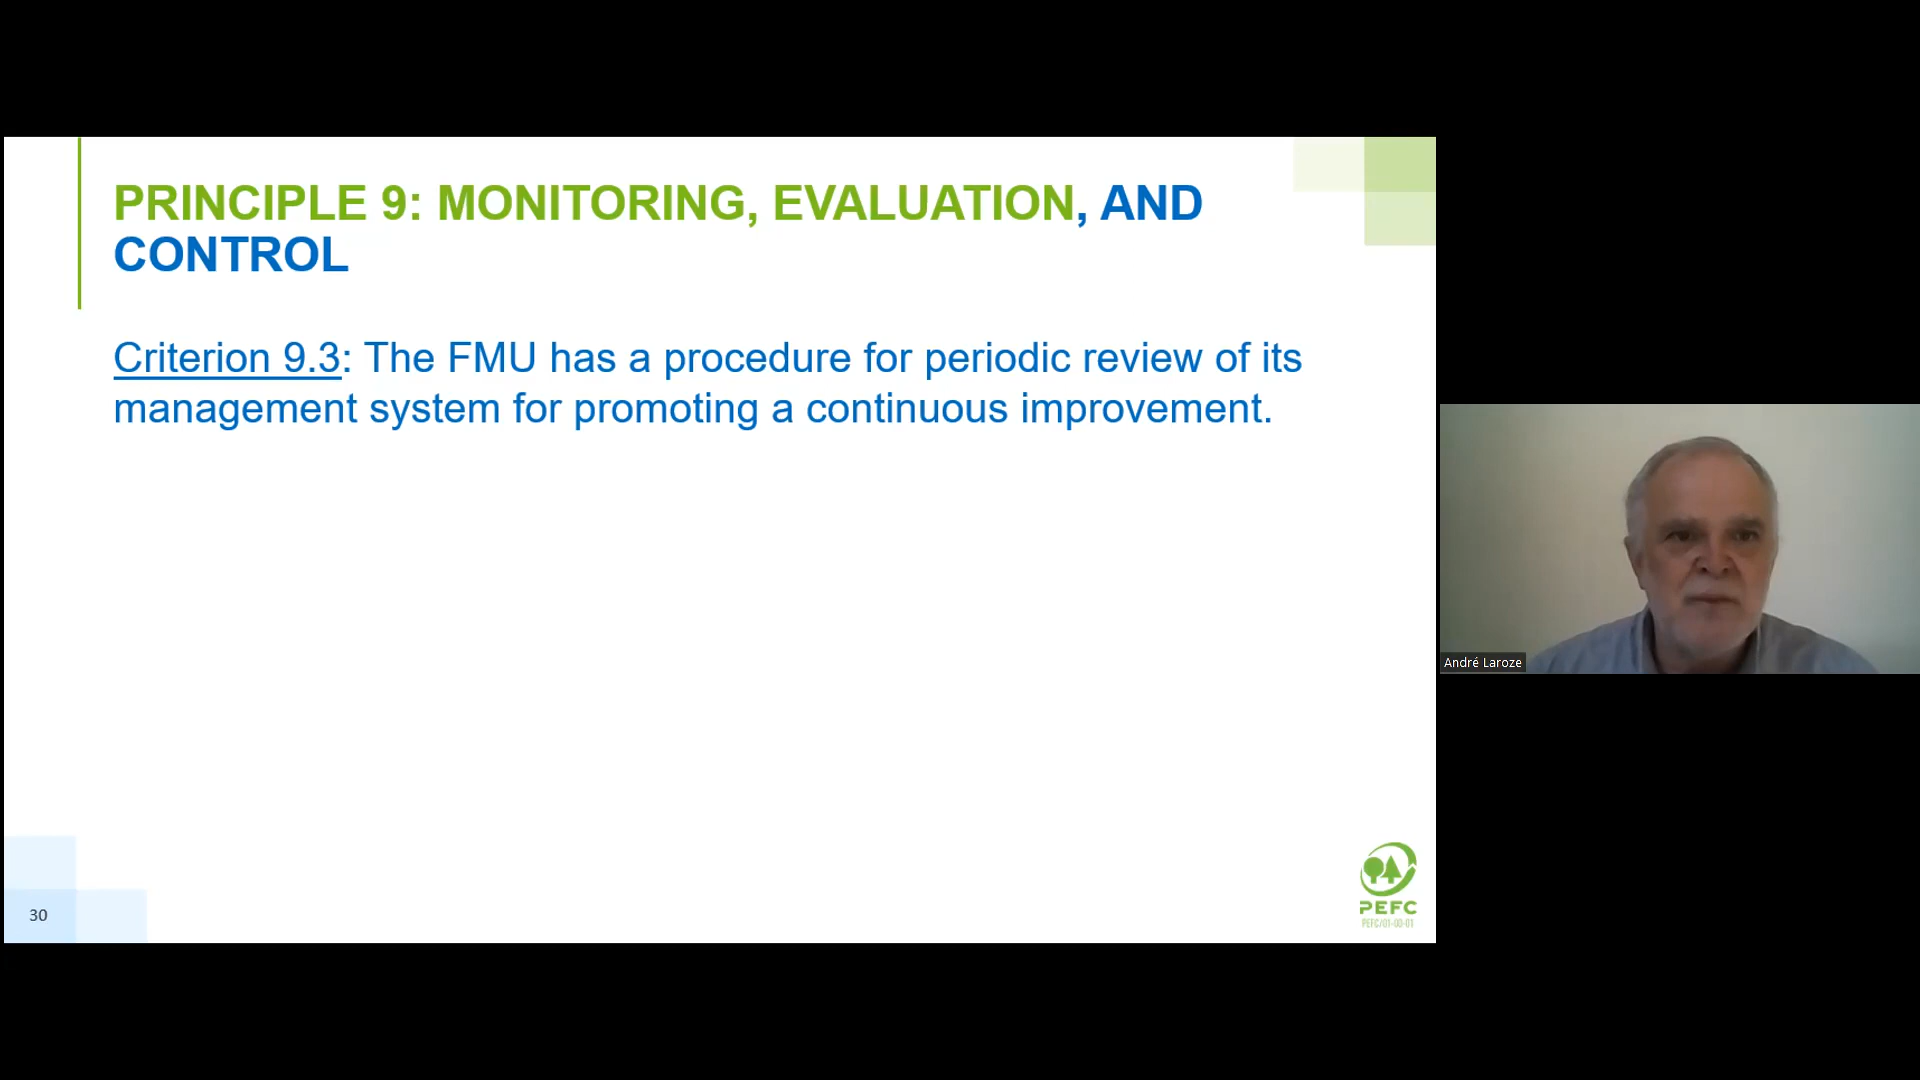 PRINCIPLE 9: MONITORING, EVALUATION, AND
CONTROL
Criterion 9.3: The FMU has a procedure for periodic review of its
management system for promoting a continuous improvement.
André Laroze
30
PEFC
PEFC/01-00-01